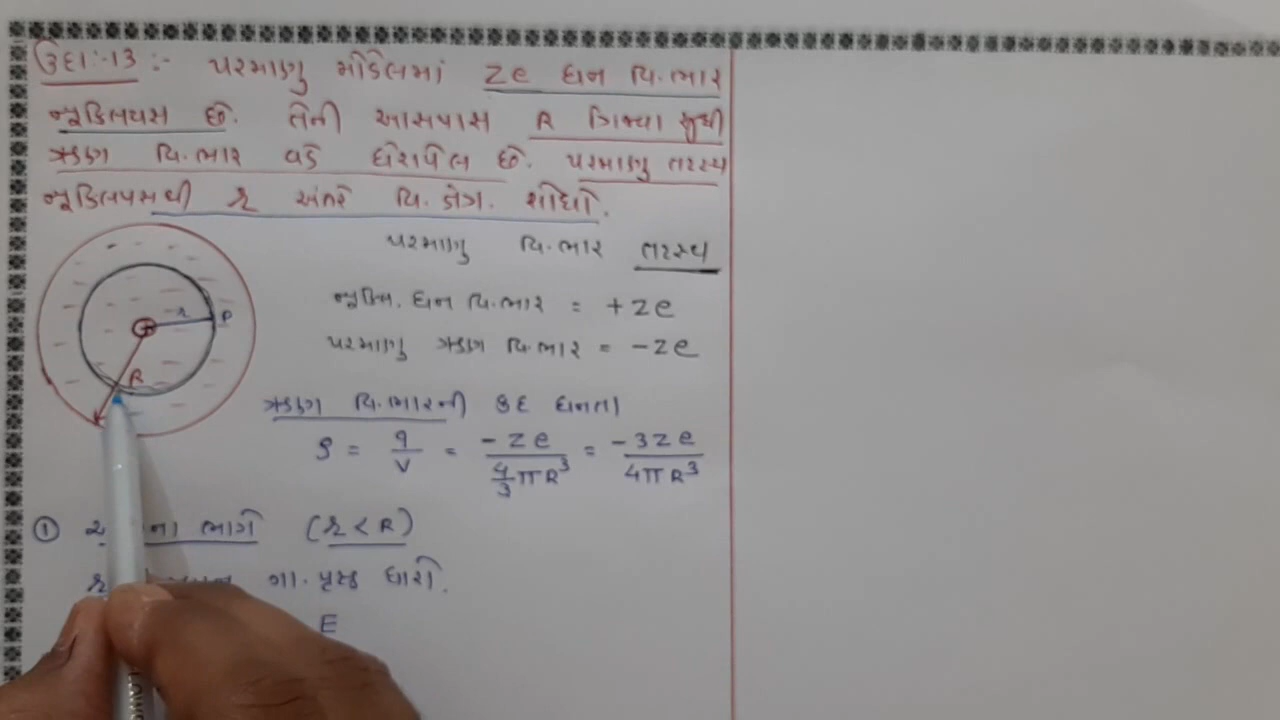 ઉદા:-13 :- પરમાણુ મોડેલમાં ze ધન વિ.ભાર
ન્યૂક્લિયસ છે. તેની આસપાસ R ત્રિજ્યા સુધી
ઋણ વિ.ભાર વડે ઘેરાયેલ છે. પરમાણુ તટસ્થ
ન્યૂક્લિયસથી r અંતરે વિ.ક્ષેત્ર. શોધો.
પરમાણુ વિ.ભાર તટસ્થ
ન્યૂક્લિ. ધન વિ.ભાર = +ze
પરમાણુ ઋણ વિ.ભાર = -ze
r P
R
ઋણ વિ.ભારની કદ ઘનતા
ρ = q/V = -ze/(4/3 πR³) = -3ze/(4πR³)
① ના ભાગે (r < R)
r ગા. પૃષ્ઠ ધારો.
E